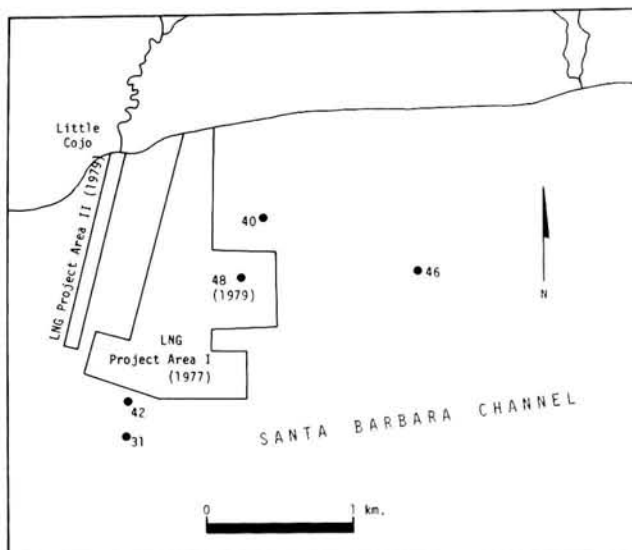 Little
Cojo
LNG Project Area II (1979)
40
48
(1979)
46
N
LNG
Project Area I
(1977)
42
31
SANTA BARBARA CHANNEL
0
1 km.